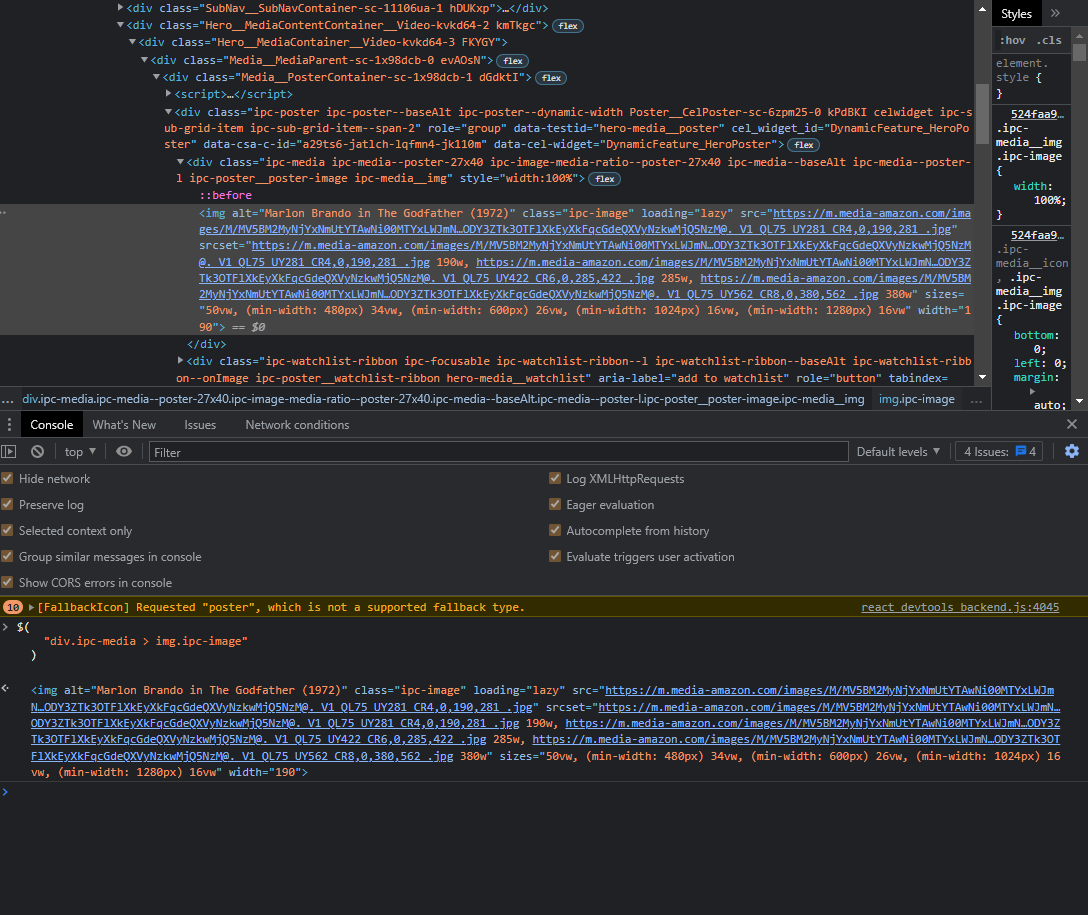 <div class="SubNav__SubNavContainer-sc-11106ua-1 hDUKxp">…</div>
<div class="Hero__MediaContentContainer__Video-kvkd64-2 kmTkgc"> flex
<div class="Hero__MediaContainer__Video-kvkd64-3 FKYGY">
<div class="Media__MediaParent-sc-1x98dcb-0 evAOsN"> flex
<div class="Media__PosterContainer-sc-1x98dcb-1 dGdktI"> flex
<script>…</script>
<div class="ipc-poster ipc-poster--baseAlt ipc-poster--dynamic-width Poster__CelPoster-sc-6zpm25-0 kPdBKI celwidget ipc-s
ub-grid-item ipc-sub-grid-item--span-2" role="group" data-testid="hero-media__poster" cel_widget_id="DynamicFeature_HeroPo
ster" data-csa-c-id="a29ts6-jat1ch-lqfmn4-jk110m" data-cel-widget="DynamicFeature_HeroPoster"> flex
<div class="ipc-media ipc-media--poster-27x40 ipc-image-media-ratio--poster-27x40 ipc-media--baseAlt ipc-media--poster-
l ipc-poster__poster-image ipc-media__img" style="width:100%"> flex
::before
<img alt="Marlon Brando in The Godfather (1972)" class="ipc-image" loading="lazy" src="https://m.media-amazon.com/ima
ges/M/MV5BM2MyNjYxNmUtYTAwNi00MTYxLWJmN…ODY3ZTk3OTFlXkEyXkFqcGdeQXVyNzkwMjQ5NzM@._V1_QL75_UY281_CR4,0,190,281_.jpg"
srcset="https://m.media-amazon.com/images/M/MV5BM2MyNjYxNmUtYTAwNi00MTYxLWJmN…ODY3ZTk3OTFlXkEyXkFqcGdeQXVyNzkwMjQ5NzM
@._V1_QL75_UY281_CR4,0,190,281_.jpg 190w, https://m.media-amazon.com/images/M/MV5BM2MyNjYxNmUtYTAwNi00MTYxLWJmN…ODY3Z
Tk3OTFlXkEyXkFqcGdeQXVyNzkwMjQ5NzM@._V1_QL75_UY422_CR6,0,285,422_.jpg 285w, https://m.media-amazon.com/images/M/MV5BM
2MyNjYxNmUtYTAwNi00MTYxLWJmN…ODY3ZTk3OTFlXkEyXkFqcGdeQXVyNzkwMjQ5NzM@._V1_QL75_UY562_CR8,0,380,562_.jpg 380w" sizes=
"50vw, (min-width: 480px) 34vw, (min-width: 600px) 26vw, (min-width: 1024px) 16vw, (min-width: 1280px) 16vw" width="1
90"> == $0
</div>
<div class="ipc-watchlist-ribbon ipc-focusable ipc-watchlist-ribbon--l ipc-watchlist-ribbon--baseAlt ipc-watchlist-ribb
on--onImage ipc-poster__watchlist-ribbon hero-media__watchlist" aria-label="add to watchlist" role="button" tabindex=
… div.ipc-media.ipc-media--poster-27x40.ipc-image-media-ratio--poster-27x40.ipc-media--baseAlt.ipc-media--poster-l.ipc-poster__poster-image.ipc-media__img img.ipc-image …
Styles »
:hov .cls
element.
style {
}
524faa9…
.ipc-
media__img
.ipc-image
{
width:
100%;
}
524faa9…
.ipc-
media__icon
, .ipc-
media__img
.ipc-image
{
bottom:
0;
left: 0;
margin:
auto;
Console What's New Issues Network conditions
top Filter Default levels 4 Issues: 4
Hide network Log XMLHttpRequests
Preserve log Eager evaluation
Selected context only Autocomplete from history
Group similar messages in console Evaluate triggers user activation
Show CORS errors in console
10 [FallbackIcon] Requested "poster", which is not a supported fallback type. react_devtools_backend.js:4045
> $(
"div.ipc-media > img.ipc-image"
)
<img alt="Marlon Brando in The Godfather (1972)" class="ipc-image" loading="lazy" src="https://m.media-amazon.com/images/M/MV5BM2MyNjYxNmUtYTAwNi00MTYxLWJm
N…ODY3ZTk3OTFlXkEyXkFqcGdeQXVyNzkwMjQ5NzM@._V1_QL75_UY281_CR4,0,190,281_.jpg" srcset="https://m.media-amazon.com/images/M/MV5BM2MyNjYxNmUtYTAwNi00MTYxLWJmN…
ODY3ZTk3OTFlXkEyXkFqcGdeQXVyNzkwMjQ5NzM@._V1_QL75_UY281_CR4,0,190,281_.jpg 190w, https://m.media-amazon.com/images/M/MV5BM2MyNjYxNmUtYTAwNi00MTYxLWJmN…ODY3Z
Tk3OTFlXkEyXkFqcGdeQXVyNzkwMjQ5NzM@._V1_QL75_UY422_CR6,0,285,422_.jpg 285w, https://m.media-amazon.com/images/M/MV5BM2MyNjYxNmUtYTAwNi00MTYxLWJmN…ODY3ZTk3OT
FlXkEyXkFqcGdeQXVyNzkwMjQ5NzM@._V1_QL75_UY562_CR8,0,380,562_.jpg 380w" sizes="50vw, (min-width: 480px) 34vw, (min-width: 600px) 26vw, (min-width: 1024px) 16
vw, (min-width: 1280px) 16vw" width="190">
>